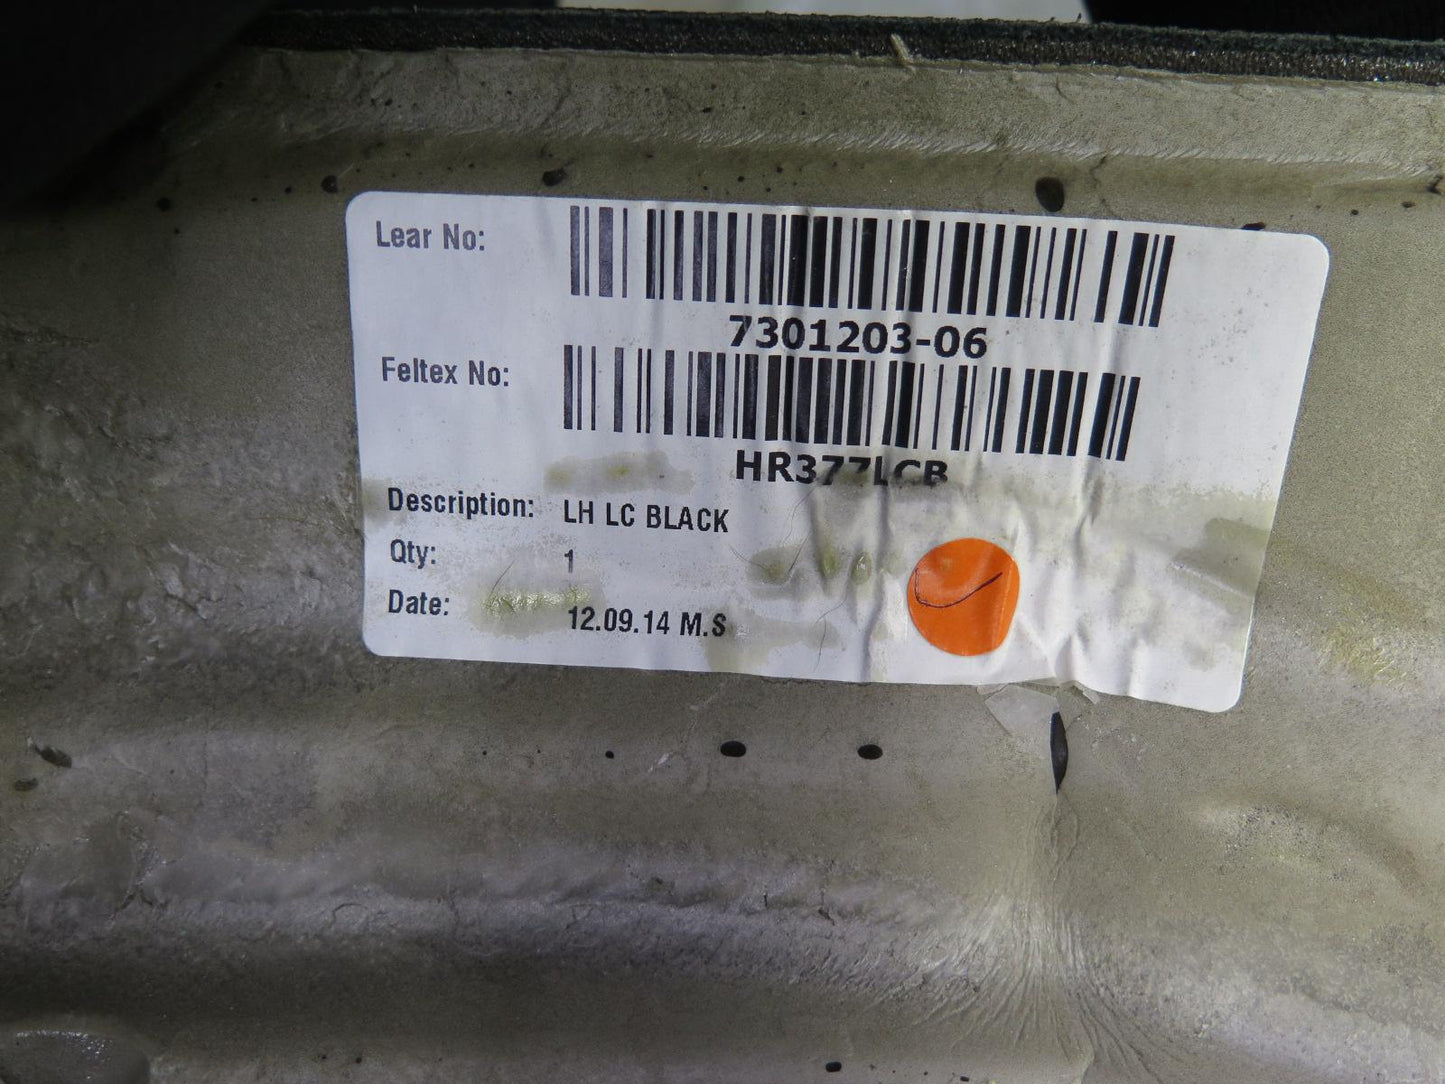 Lear No:
7301203-06
Feltex No:
HR377LCB
Description: LH LC BLACK
Qty: 1
Date: 12.09.14 M.S